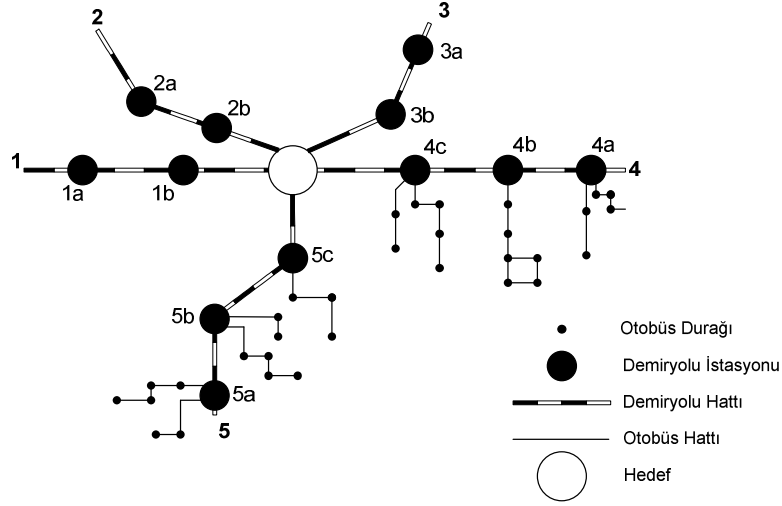 2
3
2a
3a
2b
3b
4c
4b
4a
1
4
1a
1b
5c
5b
5a
5
Otobüs Durağı
Demiryolu İstasyonu
Demiryolu Hattı
Otobüs Hattı
Hedef